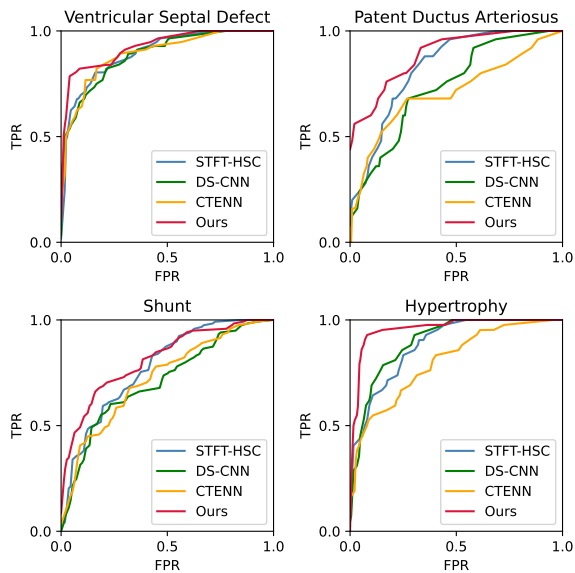 Ventricular Septal Defect
1.0
0.5
0.0
TPR
STFT-HSC
DS-CNN
CTENN
Ours
0.0 0.5 1.0
FPR
Patent Ductus Arteriosus
1.0
0.5
0.0
TPR
STFT-HSC
DS-CNN
CTENN
Ours
0.0 0.5 1.0
FPR
Shunt
1.0
0.5
0.0
TPR
STFT-HSC
DS-CNN
CTENN
Ours
0.0 0.5 1.0
FPR
Hypertrophy
1.0
0.5
0.0
TPR
STFT-HSC
DS-CNN
CTENN
Ours
0.0 0.5 1.0
FPR